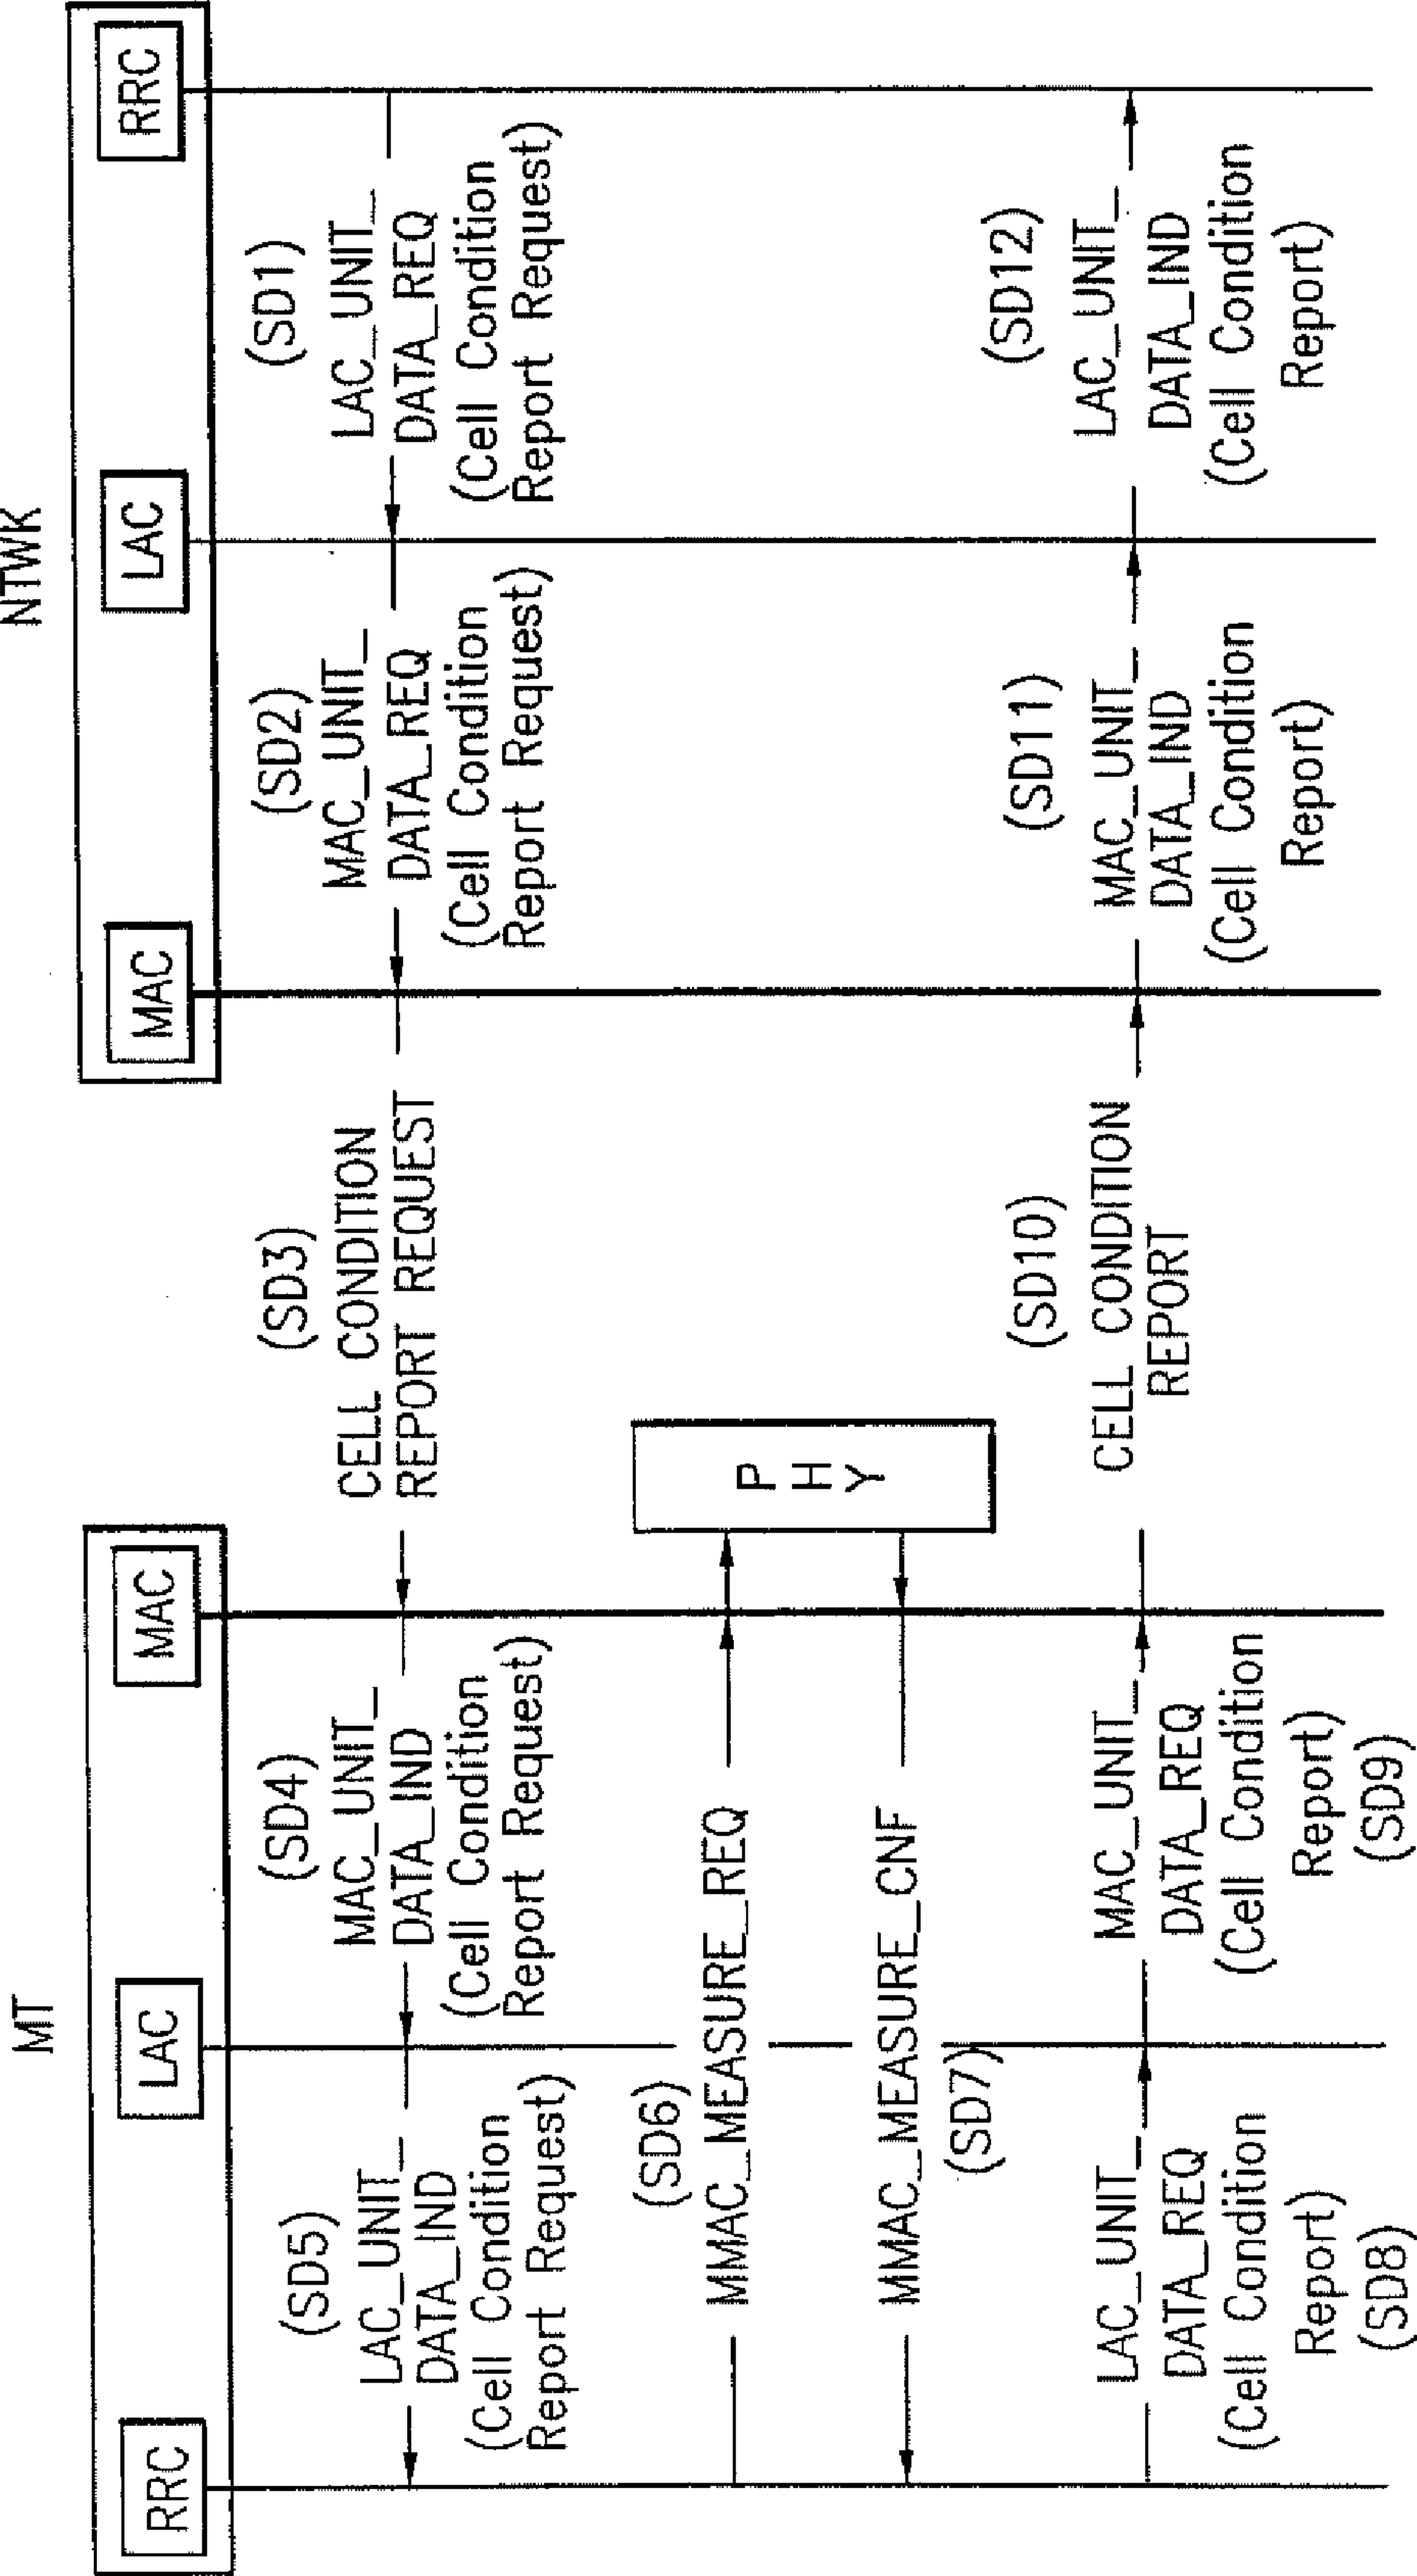 MT
NTWK
RRC
LAC
MAC
MAC
LAC
RRC
(SD5)
LAC_UNIT_
DATA_IND
(Cell Condition
Report Request)
(SD4)
MAC_UNIT_
DATA_IND
(Cell Condition
Report Request)
(SD3)
CELL CONDITION
REPORT REQUEST
(SD2)
MAC_UNIT_
DATA_REQ
(Cell Condition
Report Request)
(SD1)
LAC_UNIT_
DATA_REQ
(Cell Condition
Report Request)
(SD6)
MMAC_MEASURE_REQ
P
H
Y
MMAC_MEASURE_CNF
(SD7)
LAC_UNIT_
DATA_REQ
(Cell Condition
Report)
(SD8)
MAC_UNIT_
DATA_REQ
(Cell Condition
Report)
(SD9)
(SD10)
CELL CONDITION
REPORT
(SD11)
MAC_UNIT_
DATA_IND
(Cell Condition
Report)
(SD12)
LAC_UNIT_
DATA_IND
(Cell Condition
Report)